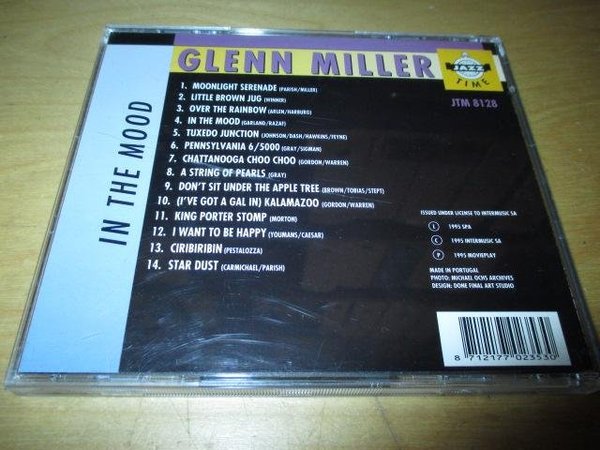 IN THE MOOD
GLENN MILLER
JAZZ
TIME
JTM 8128
1. MOONLIGHT SERENADE (PARISH/MILLER)
2. LITTLE BROWN JUG (WINNER)
3. OVER THE RAINBOW (ARLEN/HARBURG)
4. IN THE MOOD (GARLAND/RAZAF)
5. TUXEDO JUNCTION (JOHNSON/DASH/HAWKINS/FEYNE)
6. PENNSYLVANIA 6/5000 (GRAY/SIGMAN)
7. CHATTANOOGA CHOO CHOO (GORDON/WARREN)
8. A STRING OF PEARLS (GRAY)
9. DON'T SIT UNDER THE APPLE TREE (BROWN/TOBIAS/STEPT)
10. (I'VE GOT A GAL IN) KALAMAZOO (GORDON/WARREN)
11. KING PORTER STOMP (MORTON)
12. I WANT TO BE HAPPY (YOUMANS/CAESAR)
13. CIRIBIRIBIN (PESTALOZZA)
14. STAR DUST (CARMICHAEL/PARISH)
ISSUED UNDER LICENSE TO INTERMUSIC SA
L 1995 SPA
C 1995 INTERMUSIC SA
P 1995 MOVIEPLAY
MADE IN PORTUGAL
PHOTO: MICHAEL OCHS ARCHIVES
DESIGN: DONE FINAL ART STUDIO
8 712177 023530